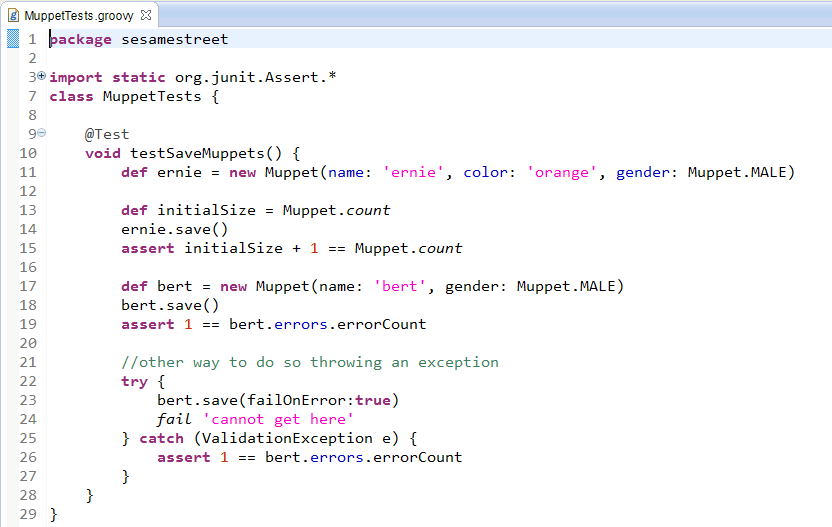 MuppetTests.groovy
1 package sesamestreet
2
3 import static org.junit.Assert.*
7 class MuppetTests {
8
9     @Test
10     void testSaveMuppets() {
11         def ernie = new Muppet(name: 'ernie', color: 'orange', gender: Muppet.MALE)
12
13         def initialSize = Muppet.count
14         ernie.save()
15         assert initialSize + 1 == Muppet.count
16
17         def bert = new Muppet(name: 'bert', gender: Muppet.MALE)
18         bert.save()
19         assert 1 == bert.errors.errorCount
20
21         //other way to do so throwing an exception
22         try {
23             bert.save(failOnError:true)
24             fail 'cannot get here'
25         } catch (ValidationException e) {
26             assert 1 == bert.errors.errorCount
27         }
28     }
29 }